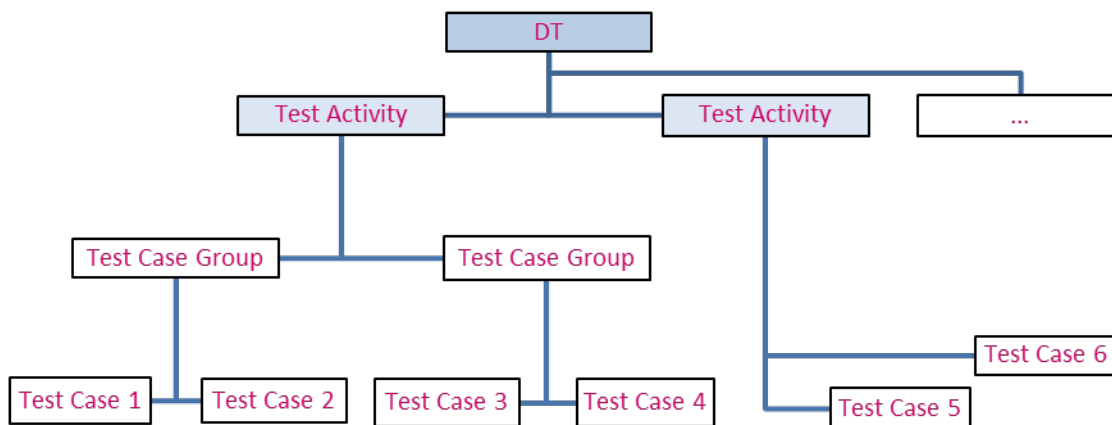 DT
Test Activity
Test Activity
...
Test Case Group
Test Case Group
Test Case 6
Test Case 1
Test Case 2
Test Case 3
Test Case 4
Test Case 5